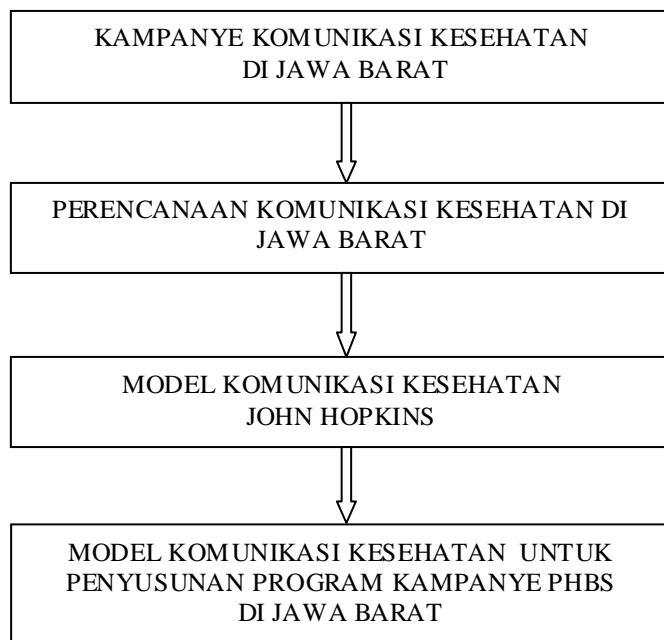 KAMPANYE KOMUNIKASI KESEHATAN
DI JAWA BARAT
PERENCANAAN KOMUNIKASI KESEHATAN DI
JAWA BARAT
MODEL KOMUNIKASI KESEHATAN
JOHN HOPKINS
MODEL KOMUNIKASI KESEHATAN UNTUK
PENYUSUNAN PROGRAM KAMPANYE PHBS
DI JAWA BARAT